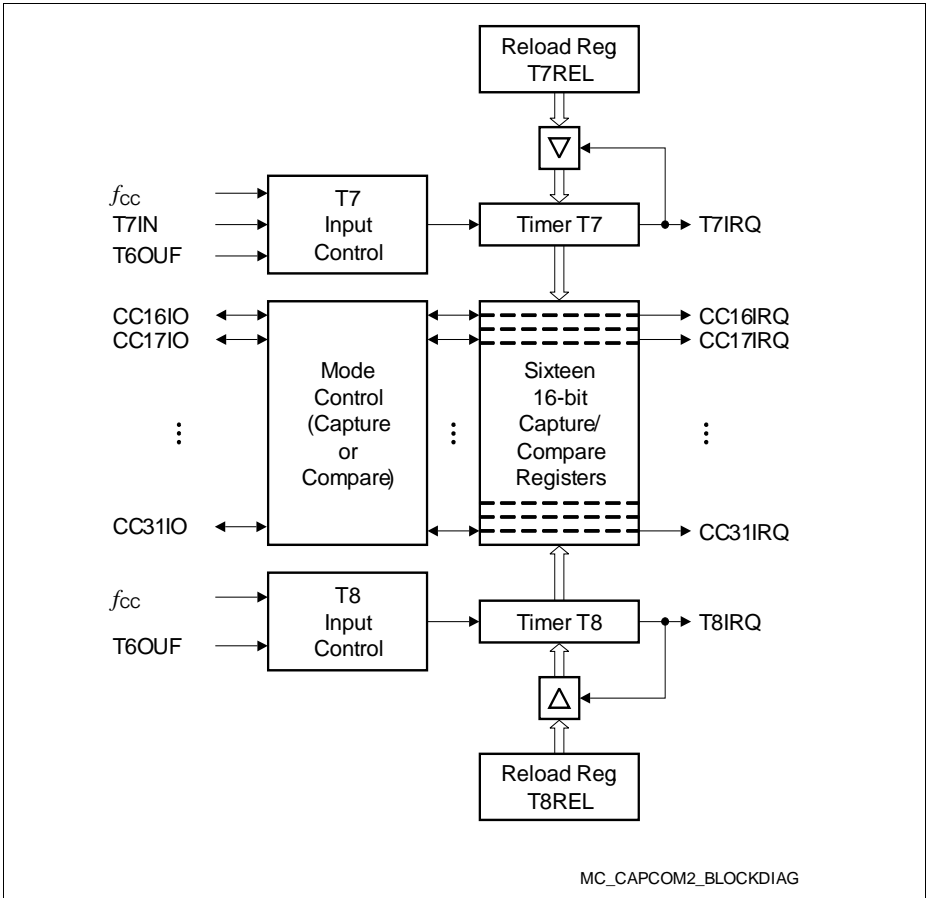 Reload Reg
T7REL
fCC
T7IN
T6OUF
T7
Input
Control
Timer T7
T7IRQ
CC16IO
CC17IO
CC31IO
Mode
Control
(Capture
or
Compare)
Sixteen
16-bit
Capture/
Compare
Registers
CC16IRQ
CC17IRQ
CC31IRQ
fCC
T6OUF
T8
Input
Control
Timer T8
T8IRQ
Reload Reg
T8REL
MC_CAPCOM2_BLOCKDIAG